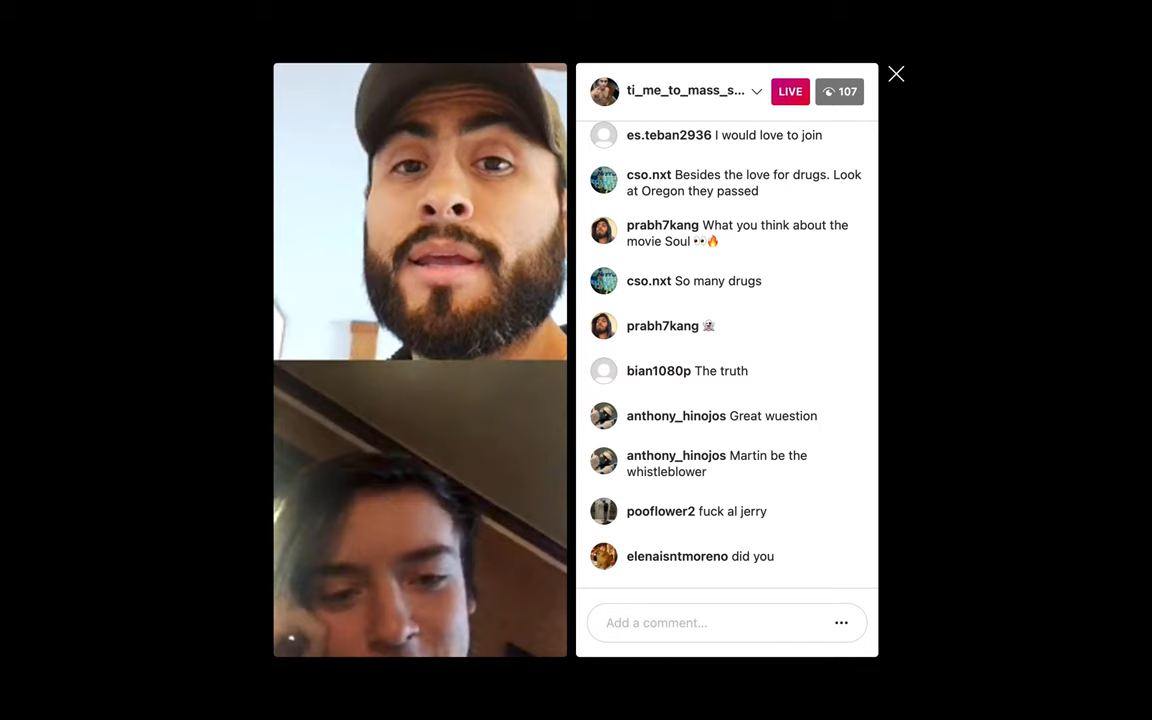 ti_me_to_mass_s...
LIVE
107
es.teban2936 I would love to join
cso.nxt Besides the love for drugs. Look
at Oregon they passed
prabh7kang What you think about the
movie Soul 👀🔥
cso.nxt So many drugs
prabh7kang 👻
bian1080p The truth
anthony_hinojos Great wuestion
anthony_hinojos Martin be the
whistleblower
pooflower2 fuck al jerry
elenaisntmoreno did you
Add a comment...